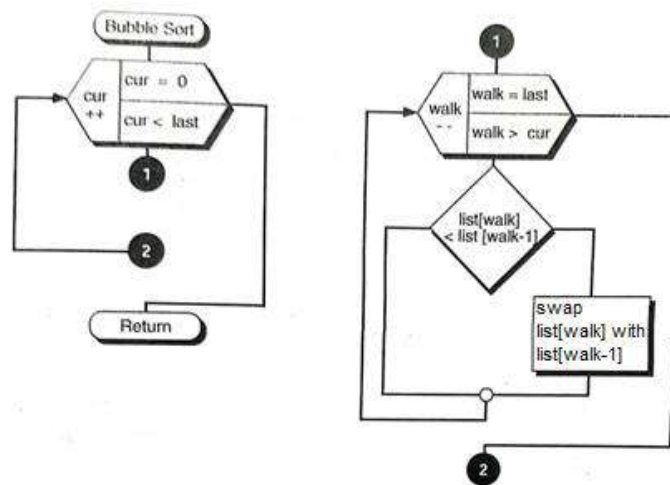 Bubble Sort
cur
++
cur = 0
cur < last
1
2
Return
1
walk
--
walk = last
walk > cur
list[walk]
< list [walk-1]
swap
list[walk] with
list[walk-1]
2